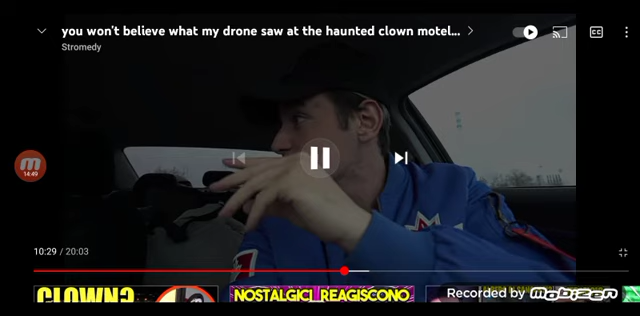 you won't believe what my drone saw at the haunted clown motel...
Stromedy
CC
m
14:49
10:29 / 20:03
CLOWN?
NOSTALGICI REAGISCONO
Recorded by mobizen